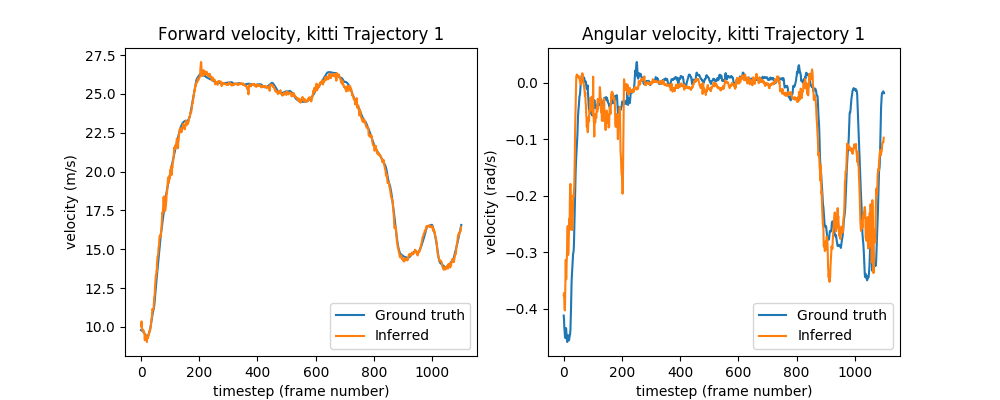 Forward velocity, kitti Trajectory 1
velocity (m/s)
27.5
25.0
22.5
20.0
17.5
15.0
12.5
10.0
0 200 400 600 800 1000
timestep (frame number)
Ground truth
Inferred
Angular velocity, kitti Trajectory 1
velocity (rad/s)
0.0
−0.1
−0.2
−0.3
−0.4
0 200 400 600 800 1000
timestep (frame number)
Ground truth
Inferred